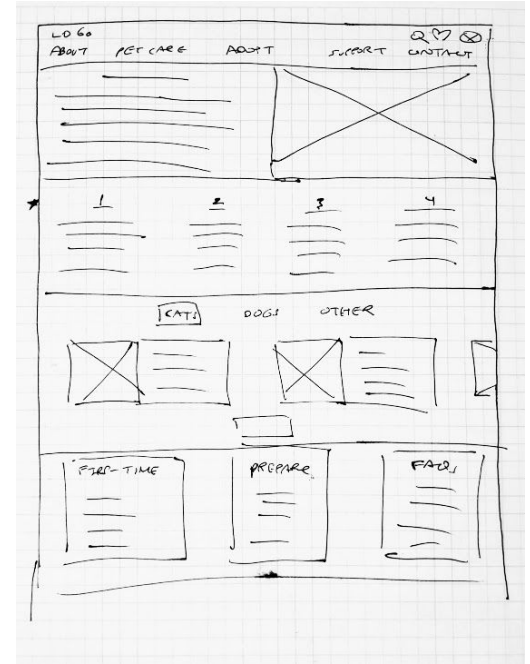 LOGO
ABOUT PET CARE ADOPT SUPPORT CONTACT
1 2 3 4
CATS DOGS OTHER
FIRST-TIME PREPARE FAQs